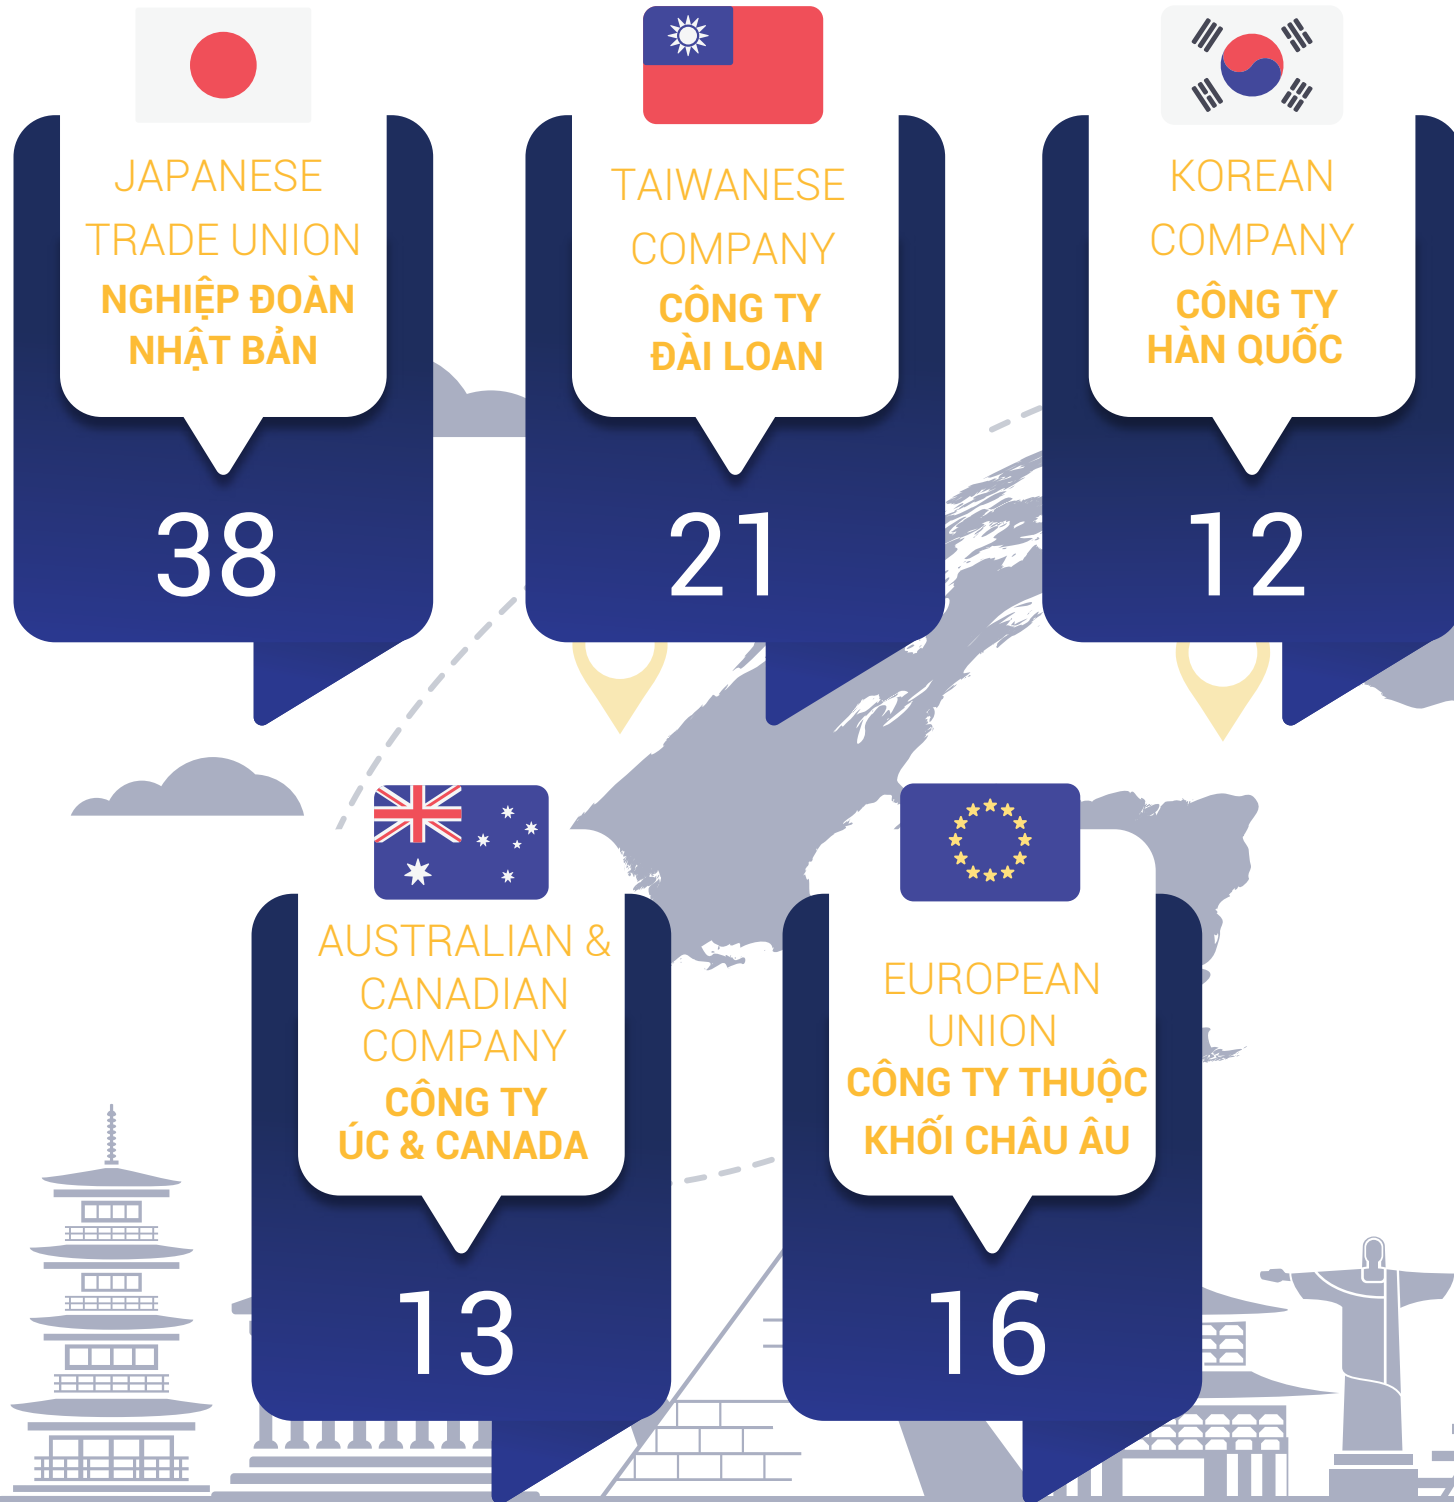 JAPANESE
TRADE UNION
NGHIỆP ĐOÀN
NHẬT BẢN
38
TAIWANESE
COMPANY
CÔNG TY
ĐÀI LOAN
21
KOREAN
COMPANY
CÔNG TY
HÀN QUỐC
12
AUSTRALIAN &
CANADIAN
COMPANY
CÔNG TY
ÚC & CANADA
13
EUROPEAN
UNION
CÔNG TY THUỘC
KHỐI CHÂU ÂU
16